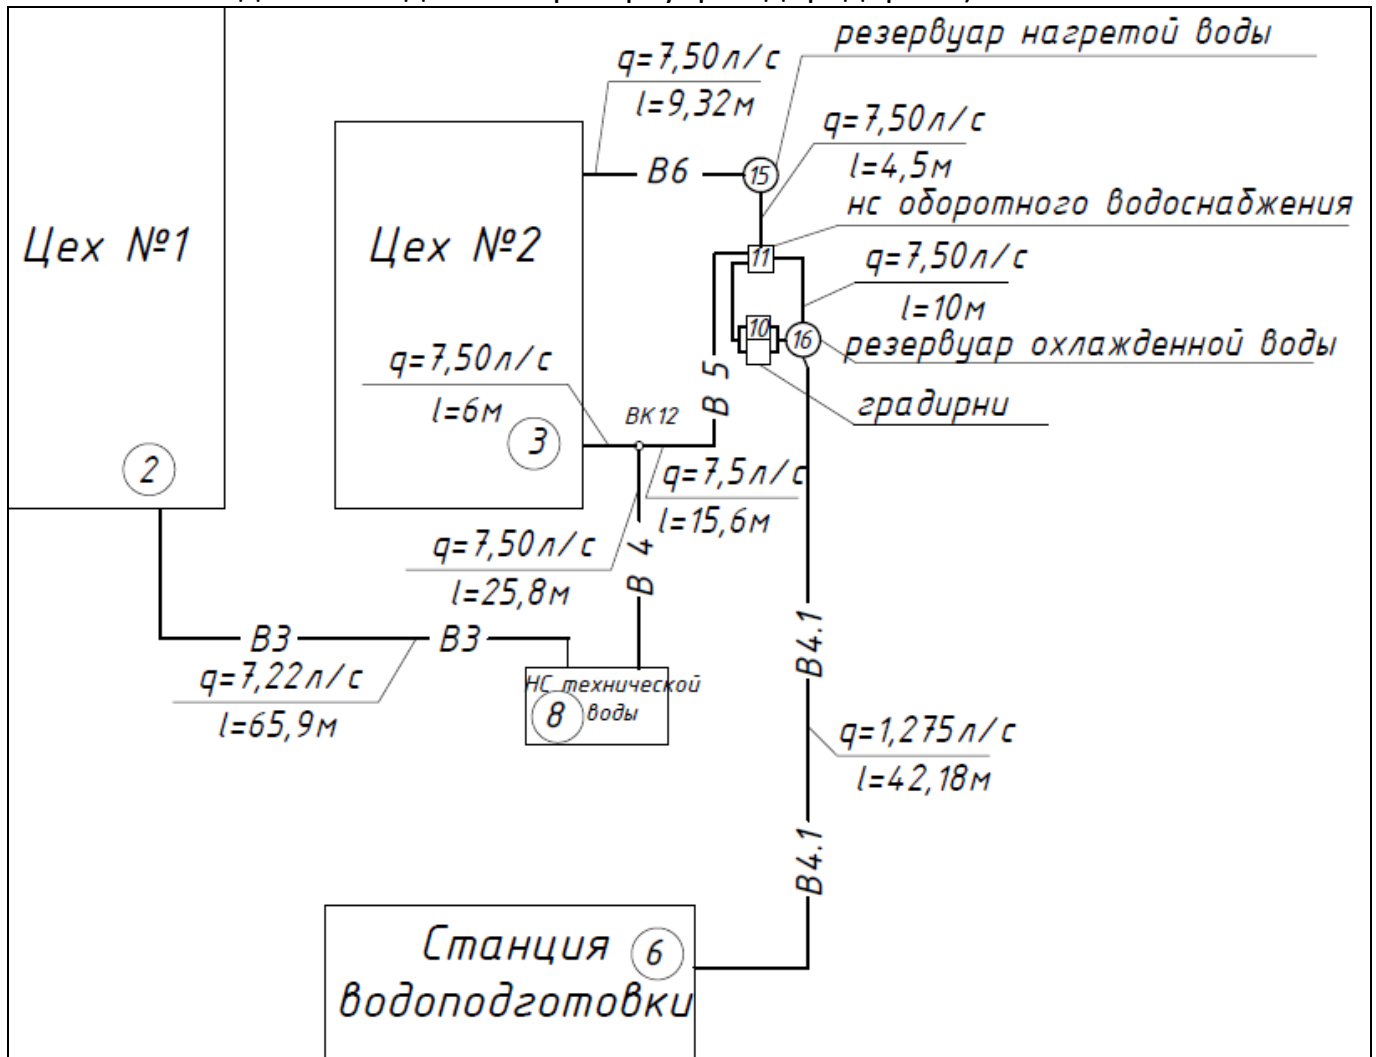 резервуар нагретой воды
q=7,50л/с
l=9,32м
q=7,50л/с
l=4,5м
В6
15
нс оборотного водоснабжения
Цех №1
Цех №2
11
q=7,50л/с
l=10м
10
16
резервуар охлажденной воды
q=7,50л/с
l=6м
В 5
градирни
ВК12
3
2
q=7,5л/с
l=15,6м
q=7,50л/с
l=25,8м
В 4
В3
В3
В4.1
q=7,22л/с
l=65,9м
НС технической
8 воды
q=1,275л/с
l=42,18м
В4.1
Станция
6
водоподготовки